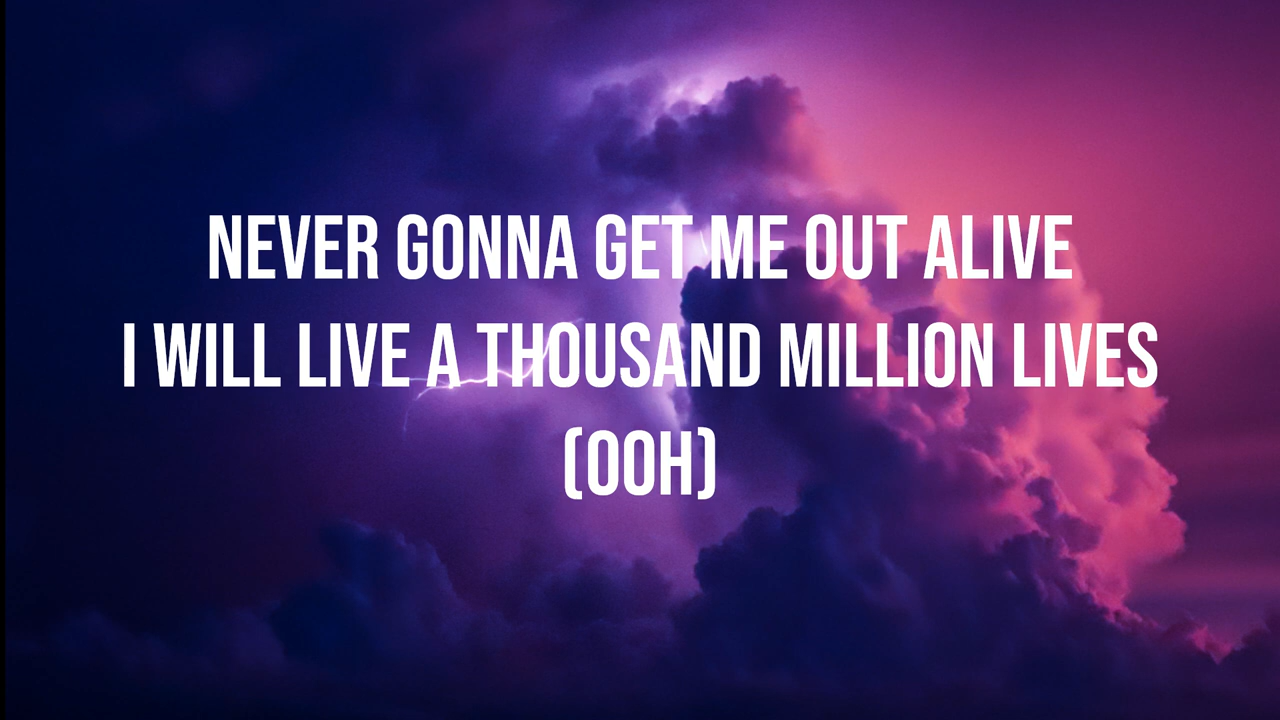 NEVER GONNA GET ME OUT ALIVE
I WILL LIVE A THOUSAND MILLION LIVES
(OOH)